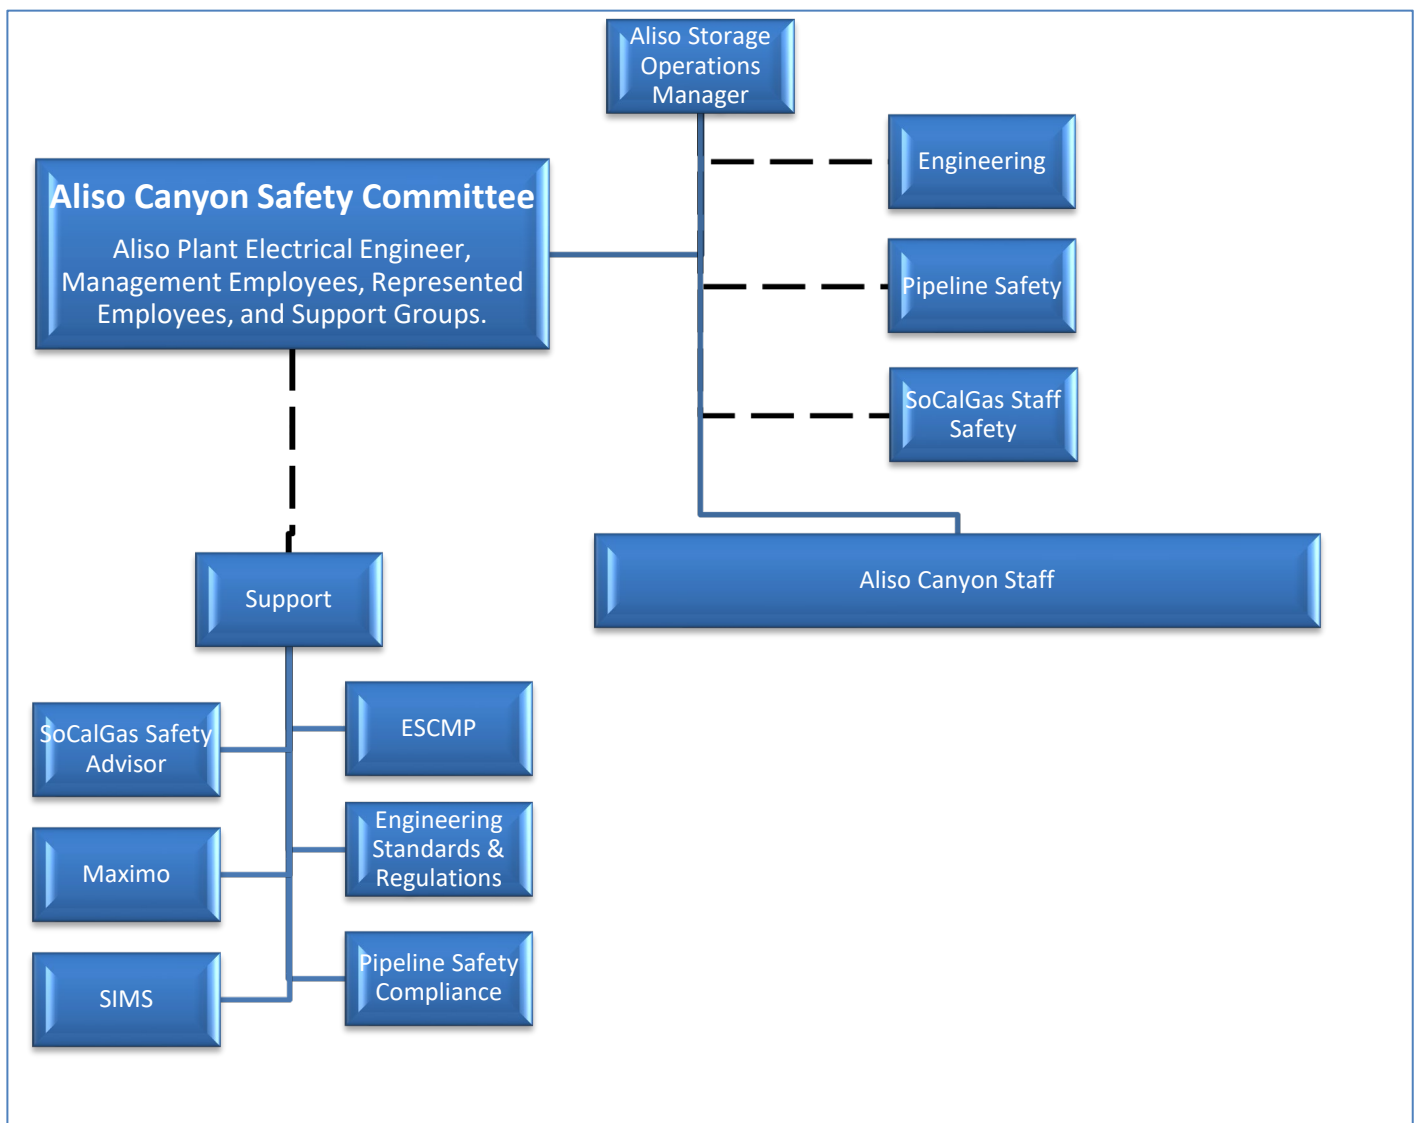 Aliso Storage
Operations
Manager
Engineering
Aliso Canyon Safety Committee
Aliso Plant Electrical Engineer,
Management Employees, Represented
Employees, and Support Groups.
Pipeline Safety
SoCalGas Staff
Safety
Aliso Canyon Staff
Support
SoCalGas Safety
Advisor
ESCMP
Maximo
Engineering
Standards &
Regulations
SIMS
Pipeline Safety
Compliance